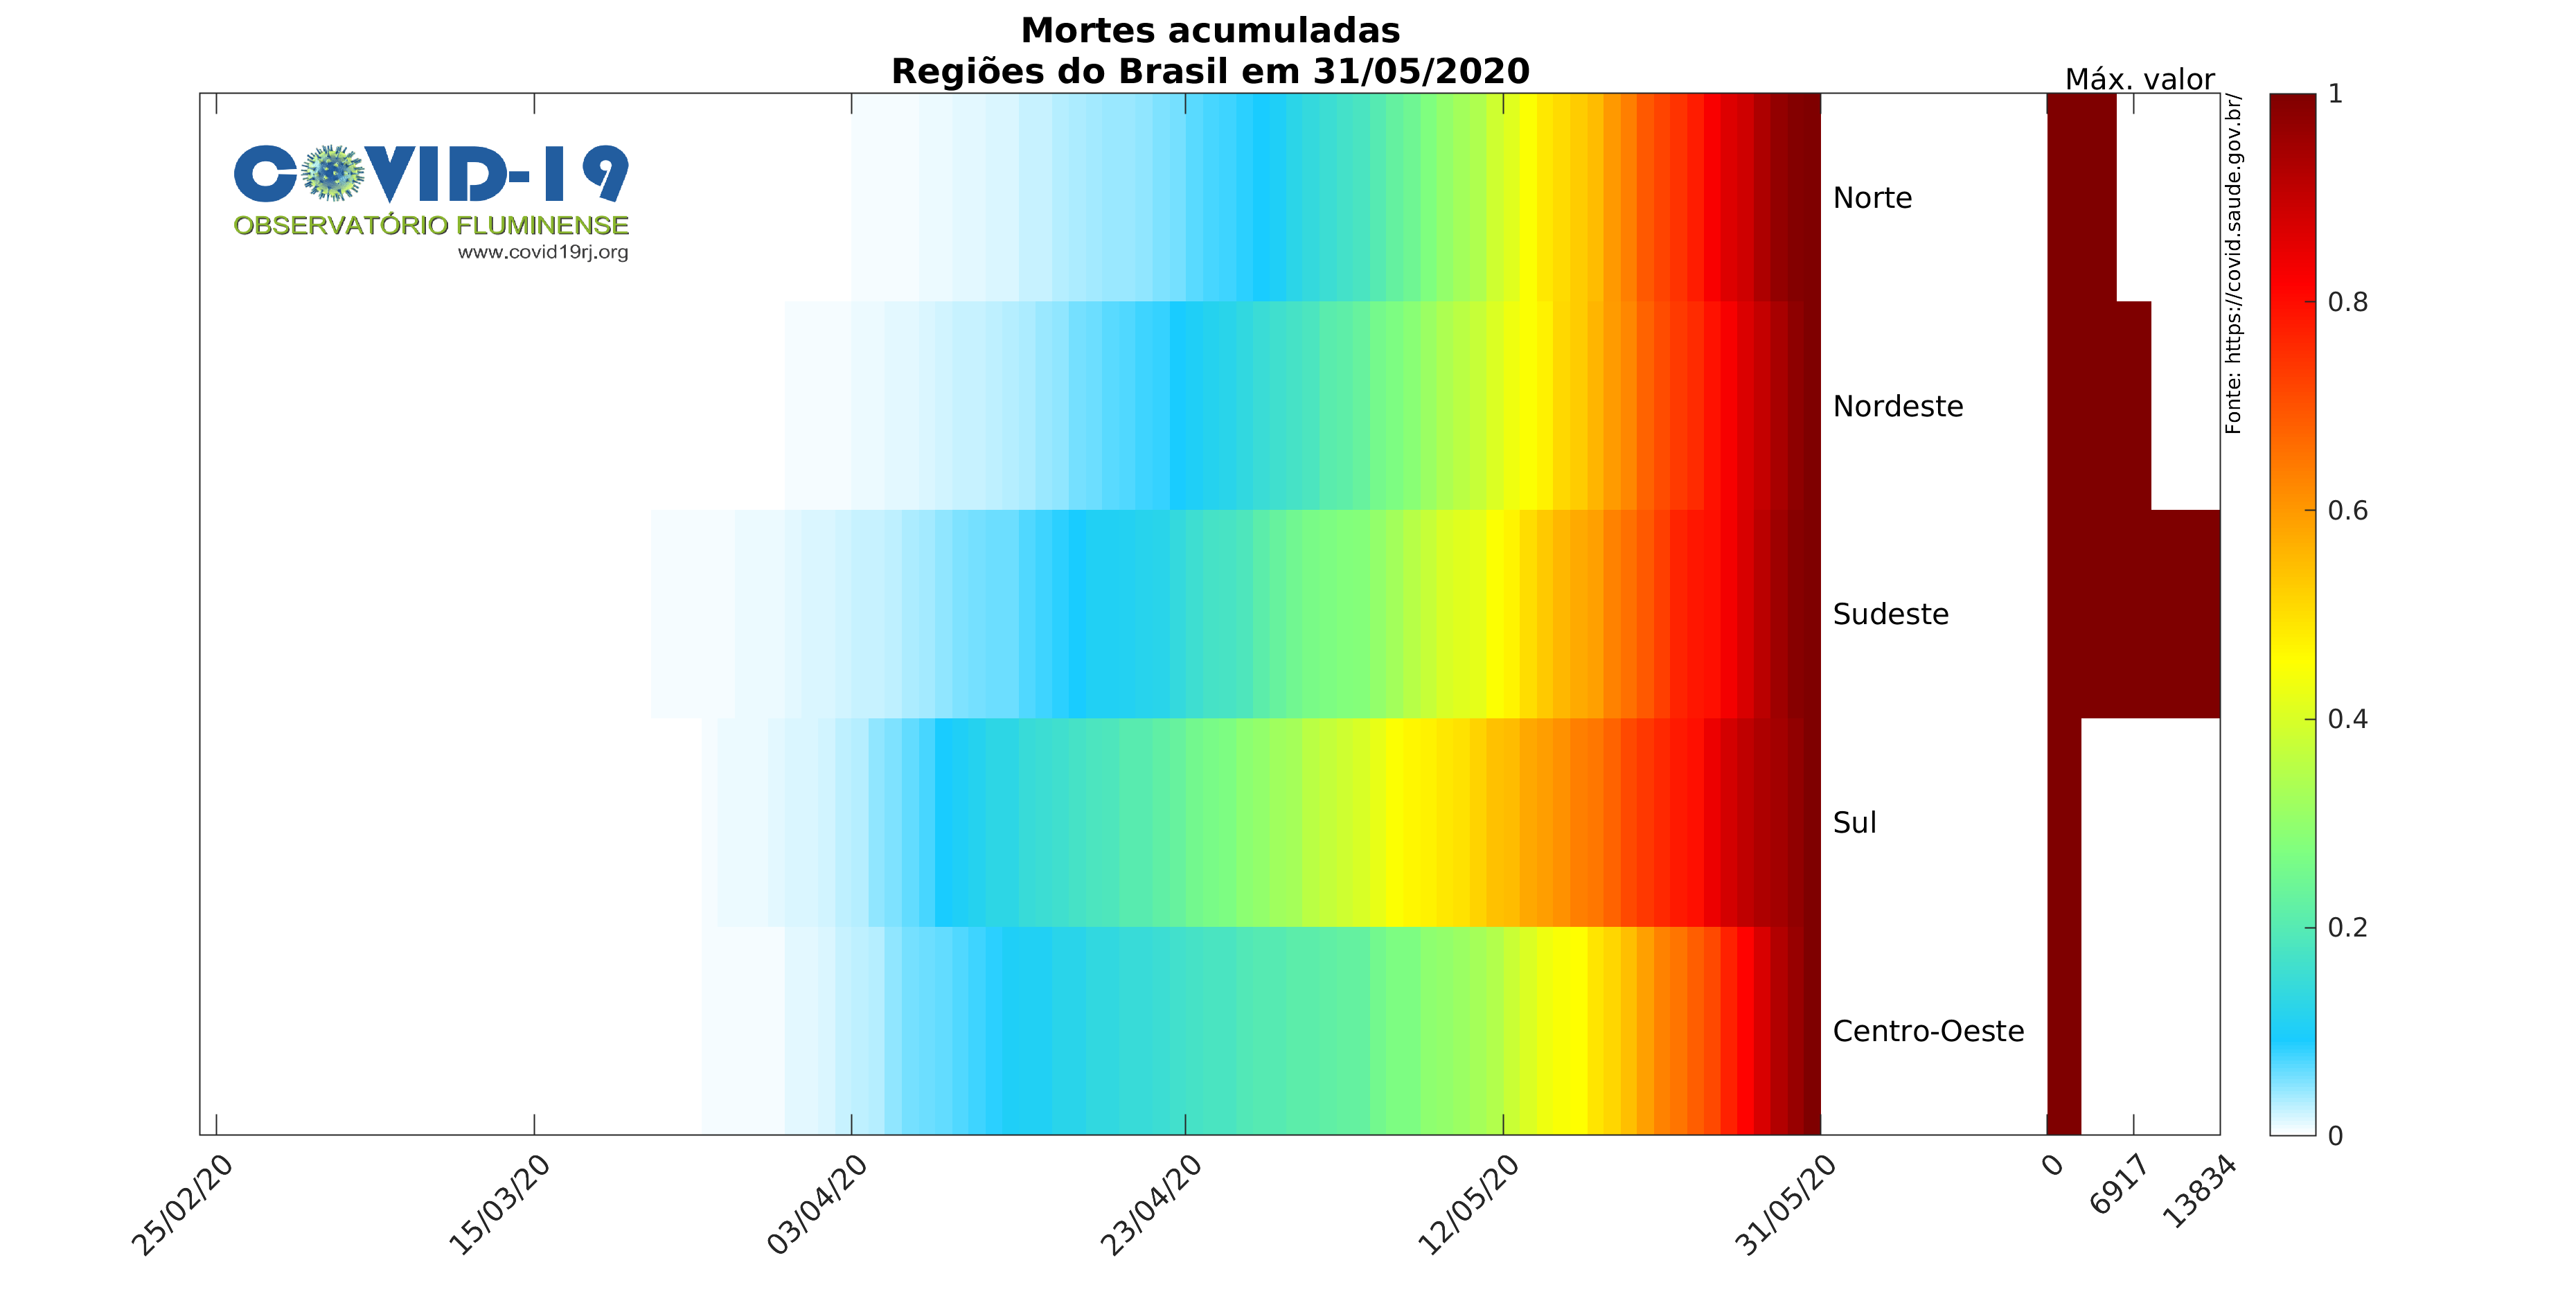 Mortes acumuladas
Regiões do Brasil em 31/05/2020
Máx. valor
COVID-19
OBSERVATÓRIO FLUMINENSE
www.covid19rj.org
Norte
Nordeste
Sudeste
Sul
Centro-Oeste
Fonte: https://covid.saude.gov.br/
1
0.8
0.6
0.4
0.2
0
25/02/20
15/03/20
03/04/20
23/04/20
12/05/20
31/05/20
0
6917
13834